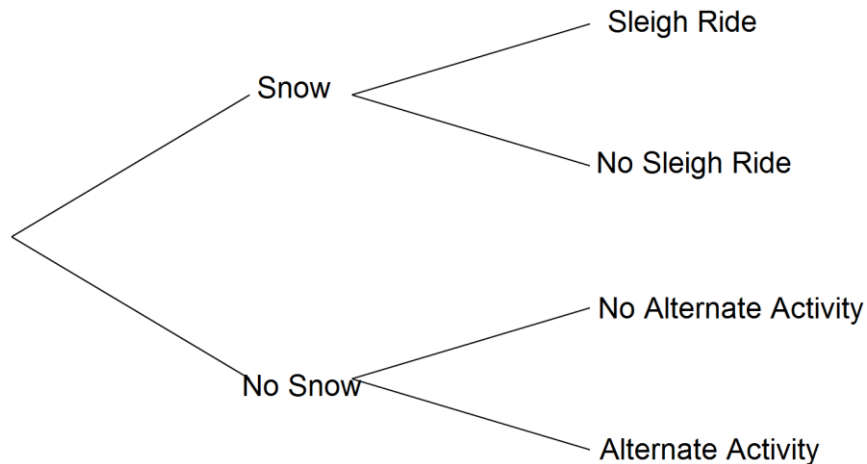 Sleigh Ride
Snow
No Sleigh Ride
No Alternate Activity
No Snow
Alternate Activity